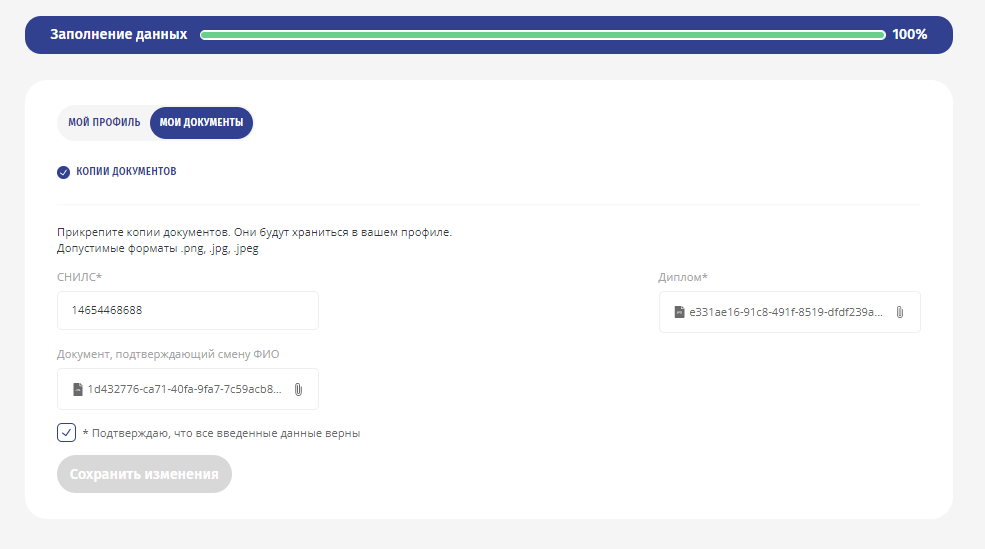 Заполнение данных 100%
МОЙ ПРОФИЛЬ МОИ ДОКУМЕНТЫ
КОПИИ ДОКУМЕНТОВ
Прикрепите копии документов. Они будут храниться в вашем профиле.
Допустимые форматы .png, .jpg, .jpeg
СНИЛС*
14654468688
Диплом*
e331ae16-91c8-491f-8519-dfdf239a...
Документ, подтверждающий смену ФИО
1d432776-ca71-40fa-9fa7-7c59acb8...
* Подтверждаю, что все введенные данные верны
Сохранить изменения